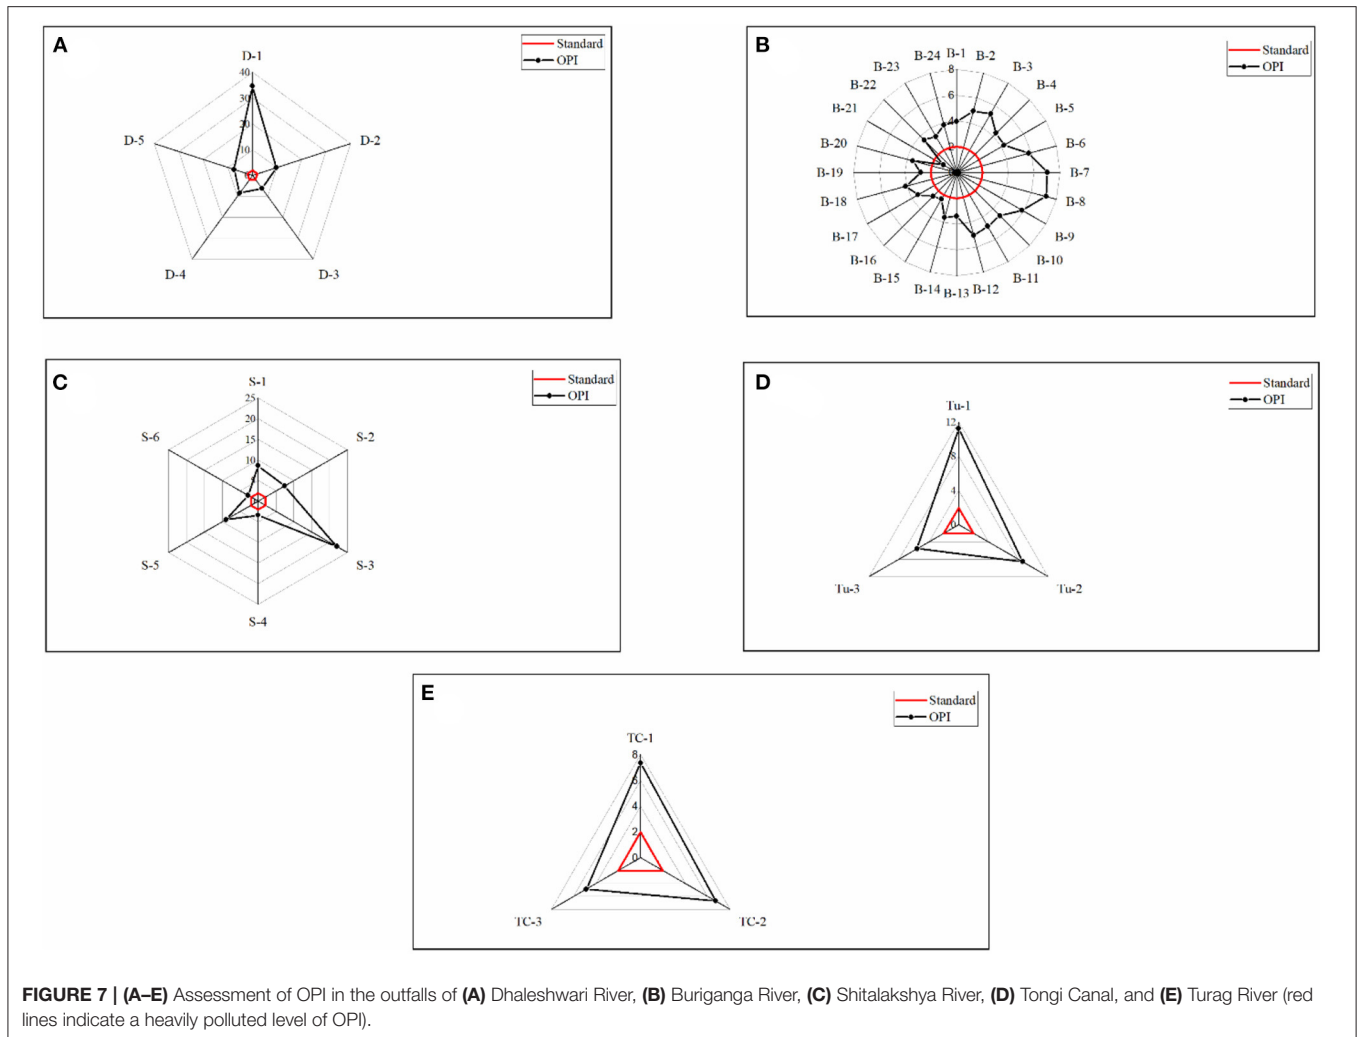 A
Standard
OPI
D-1
40
30
20
10
0
D-2
D-3
D-4
D-5
B
Standard
OPI
B-1
B-2
B-3
B-4
B-5
B-6
B-7
B-8
B-9
B-10
B-11
B-12
B-13
B-14
B-15
B-16
B-17
B-18
B-19
B-20
B-21
B-22
B-23
B-24
8
6
4
2
C
Standard
OPI
S-1
25
20
15
10
5
S-2
S-3
S-4
S-5
S-6
D
Standard
OPI
Tu-1
12
8
4
0
Tu-2
Tu-3
E
Standard
OPI
TC-1
8
6
4
2
0
TC-2
TC-3
FIGURE 7 | (A–E) Assessment of OPI in the outfalls of (A) Dhaleshwari River, (B) Buriganga River, (C) Shitalakshya River, (D) Tongi Canal, and (E) Turag River (red
lines indicate a heavily polluted level of OPI).